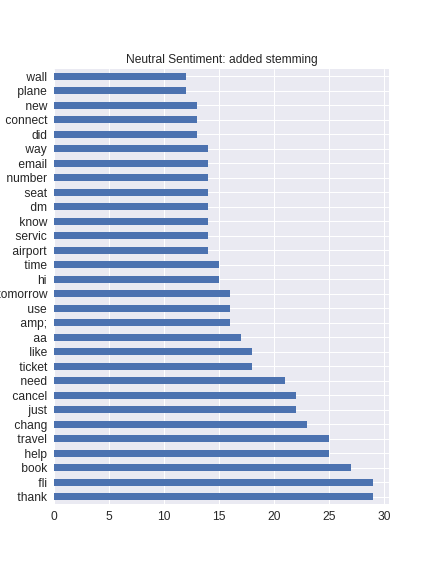 Neutral Sentiment: added stemming
wall
plane
new
connect
did
way
email
number
seat
dm
know
servic
airport
time
hi
tomorrow
use
amp;
aa
like
ticket
need
cancel
just
chang
travel
help
book
fli
thank
0 5 10 15 20 25 30